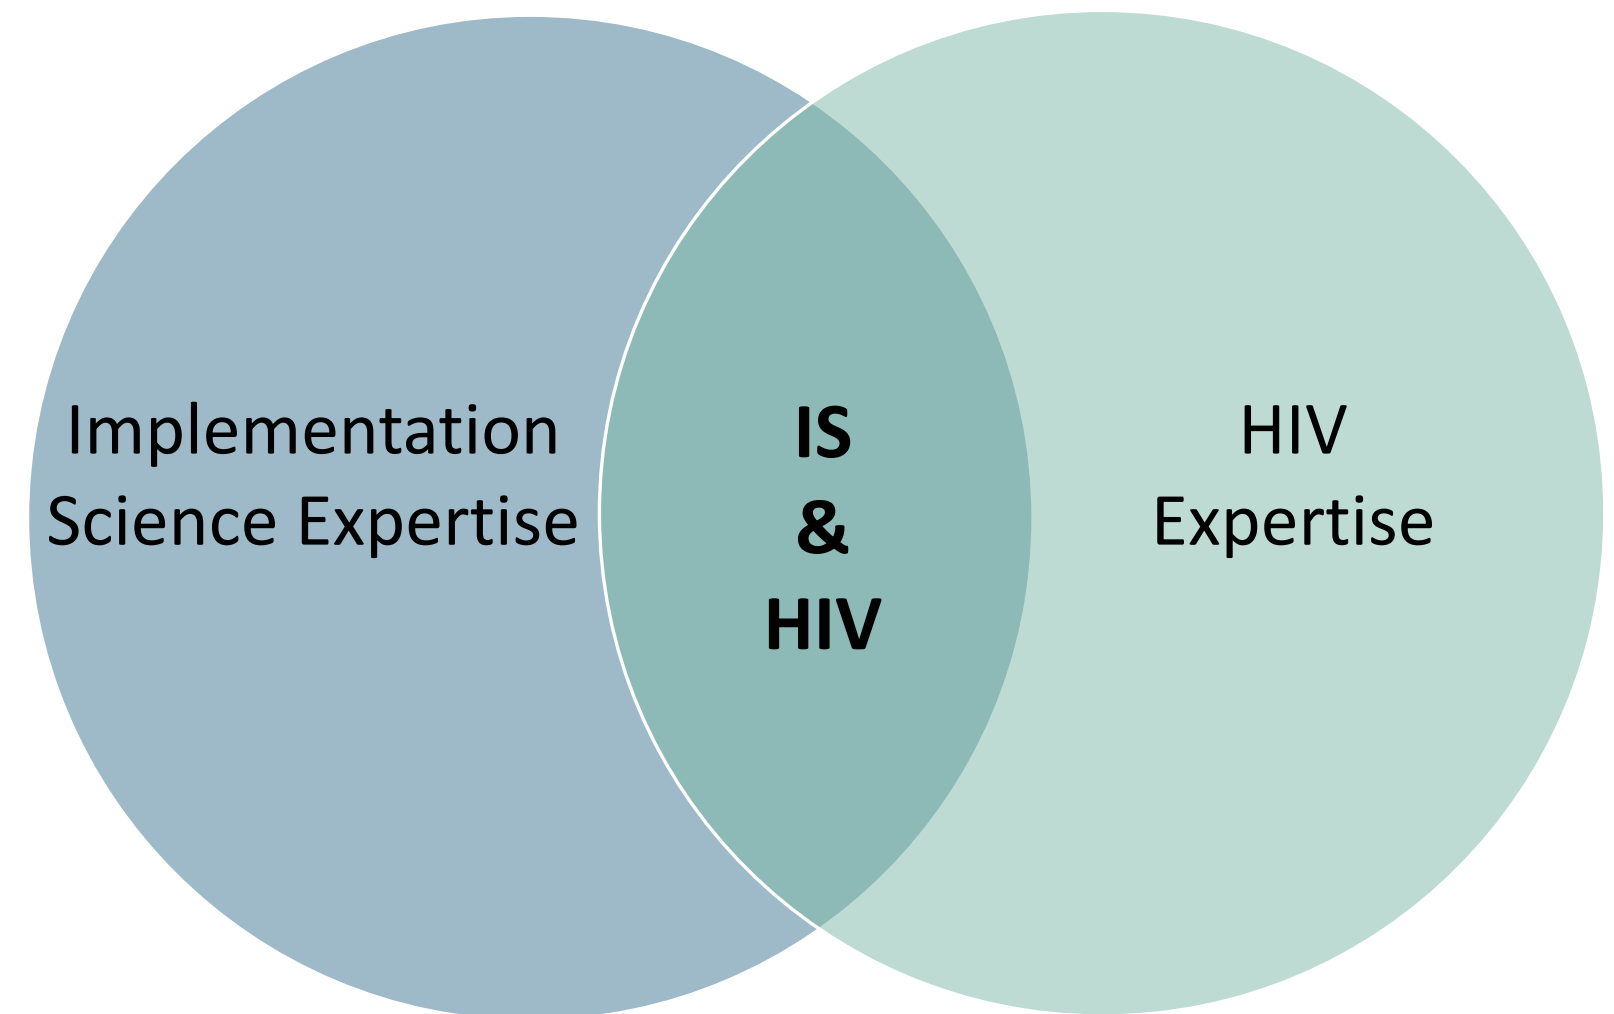 Implementation
Science Expertise
IS
&
HIV
HIV
Expertise